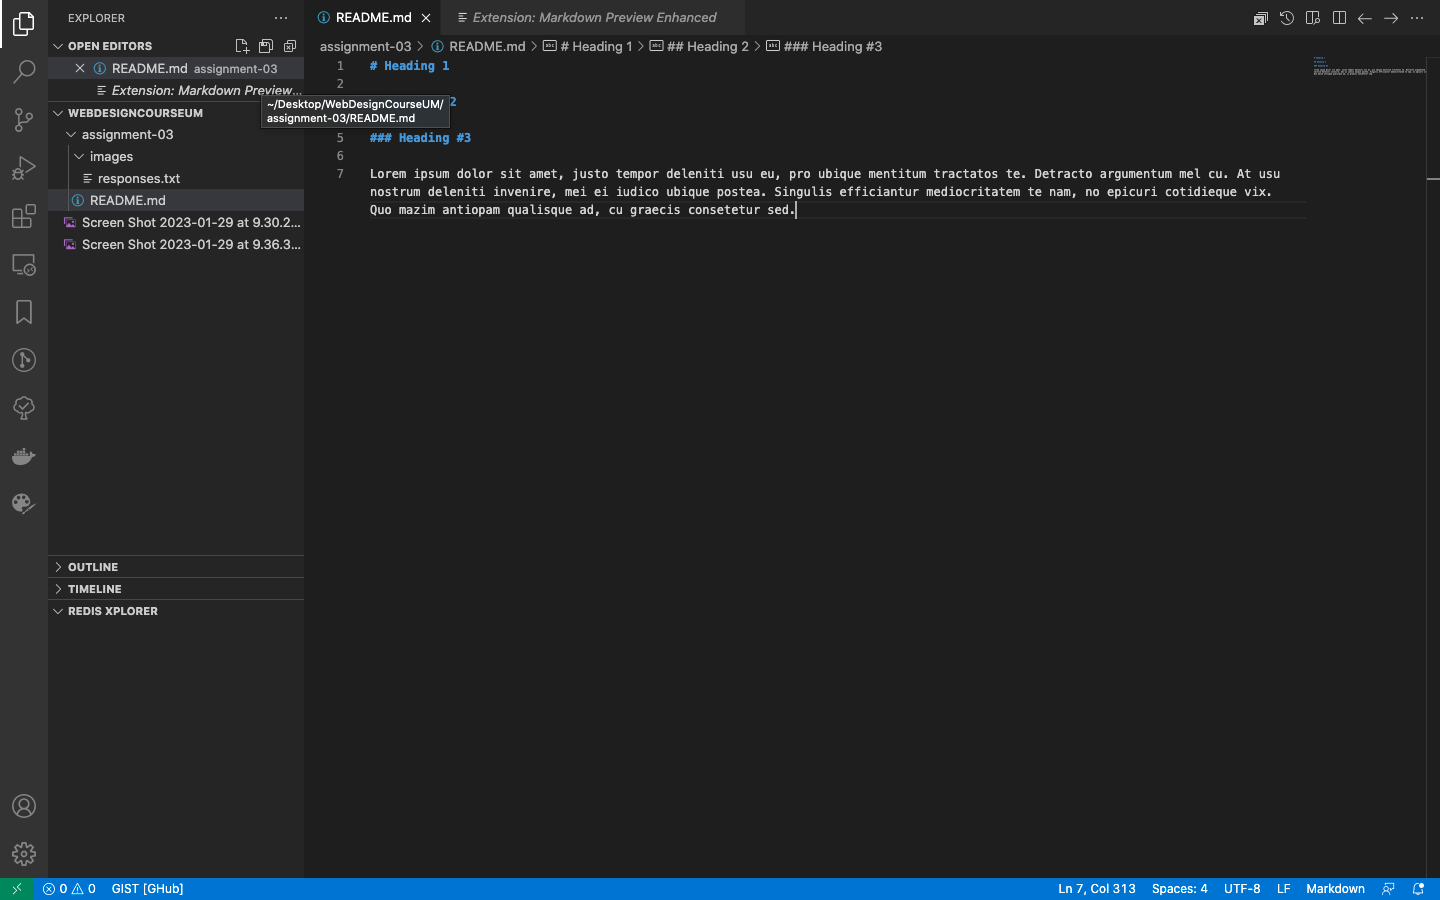 EXPLORER
README.md
Extension: Markdown Preview Enhanced
OPEN EDITORS
README.md assignment-03
Extension: Markdown Preview...
~/Desktop/WebDesignCourseUM/
assignment-03/README.md
WEBDESIGNCOURSEUM
assignment-03
images
responses.txt
README.md
Screen Shot 2023-01-29 at 9.30.2...
Screen Shot 2023-01-29 at 9.36.3...
OUTLINE
TIMELINE
REDIS XPLORER
assignment-03 > README.md > # Heading 1 > ## Heading 2 > ### Heading #3
1 # Heading 1
2
2
5 ### Heading #3
6
7 Lorem ipsum dolor sit amet, justo tempor deleniti usu eu, pro ubique mentitum tractatos te. Detracto argumentum mel cu. At usu
nostrum deleniti invenire, mei ei iudico ubique postea. Singulis efficiantur mediocritatem te nam, no epicuri cotidieque vix.
Quo mazim antiopam qualisque ad, cu graecis consetetur sed.
0 0 GIST [GHub] Ln 7, Col 313 Spaces: 4 UTF-8 LF Markdown